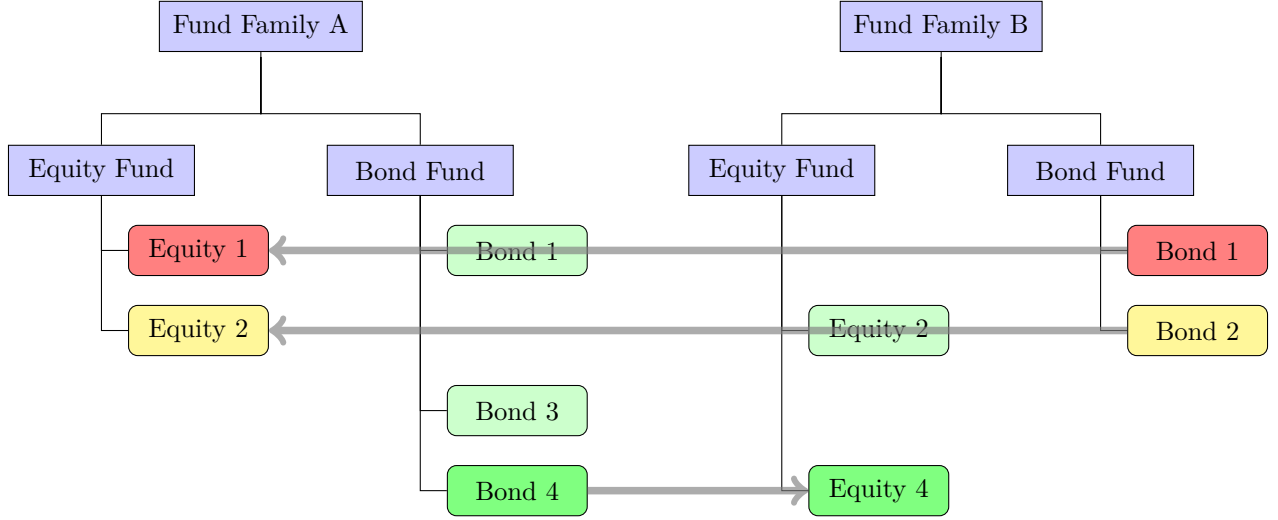 Fund Family A
Fund Family B
Equity Fund
Bond Fund
Equity Fund
Bond Fund
Equity 1
Bond 1
Bond 1
Equity 2
Equity 2
Bond 2
Bond 3
Bond 4
Equity 4